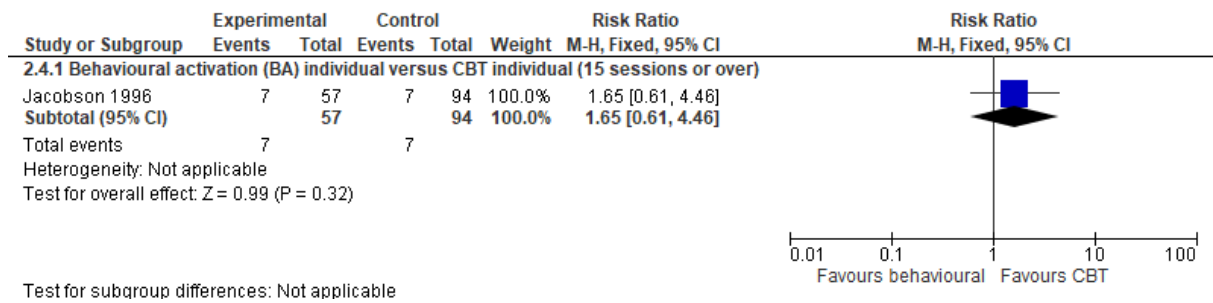 Experimental Control Risk Ratio Risk Ratio
Study or Subgroup Events Total Events Total Weight M-H, Fixed, 95% CI M-H, Fixed, 95% CI
2.4.1 Behavioural activation (BA) individual versus CBT individual (15 sessions or over)
Jacobson 1996 7 57 7 94 100.0% 1.65 [0.61, 4.46]
Subtotal (95% CI) 57 94 100.0% 1.65 [0.61, 4.46]
Total events 7 7
Heterogeneity: Not applicable
Test for overall effect: Z = 0.99 (P = 0.32)
0.01 0.1 1 10 100
Favours behavioural Favours CBT
Test for subgroup differences: Not applicable